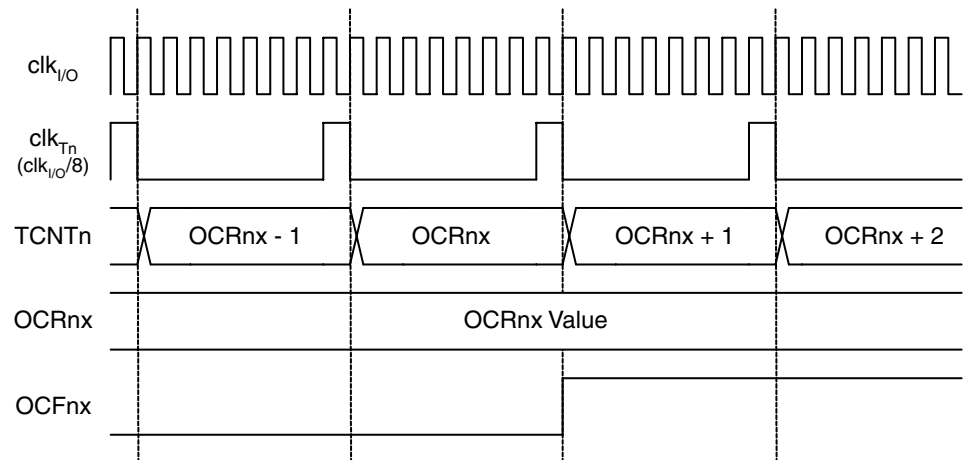 clkI/O
clkTn
(clkI/O/8)
TCNTn
OCRnx - 1
OCRnx
OCRnx + 1
OCRnx + 2
OCRnx
OCRnx Value
OCFnx